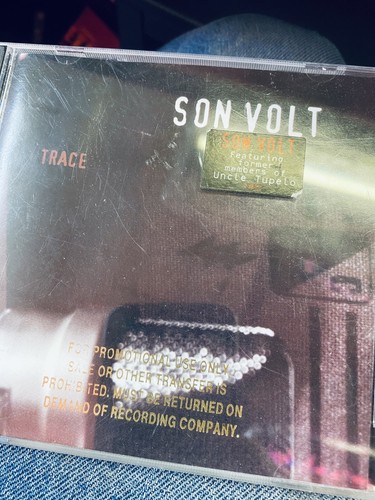 SON VOLT
TRACE
SON VOLT
Featuring
former
members of
Uncle Tupelo
FOR PROMOTIONAL USE ONLY.
SALE OR OTHER TRANSFER IS
PROHIBITED. MUST BE RETURNED ON
DEMAND OF RECORDING COMPANY.